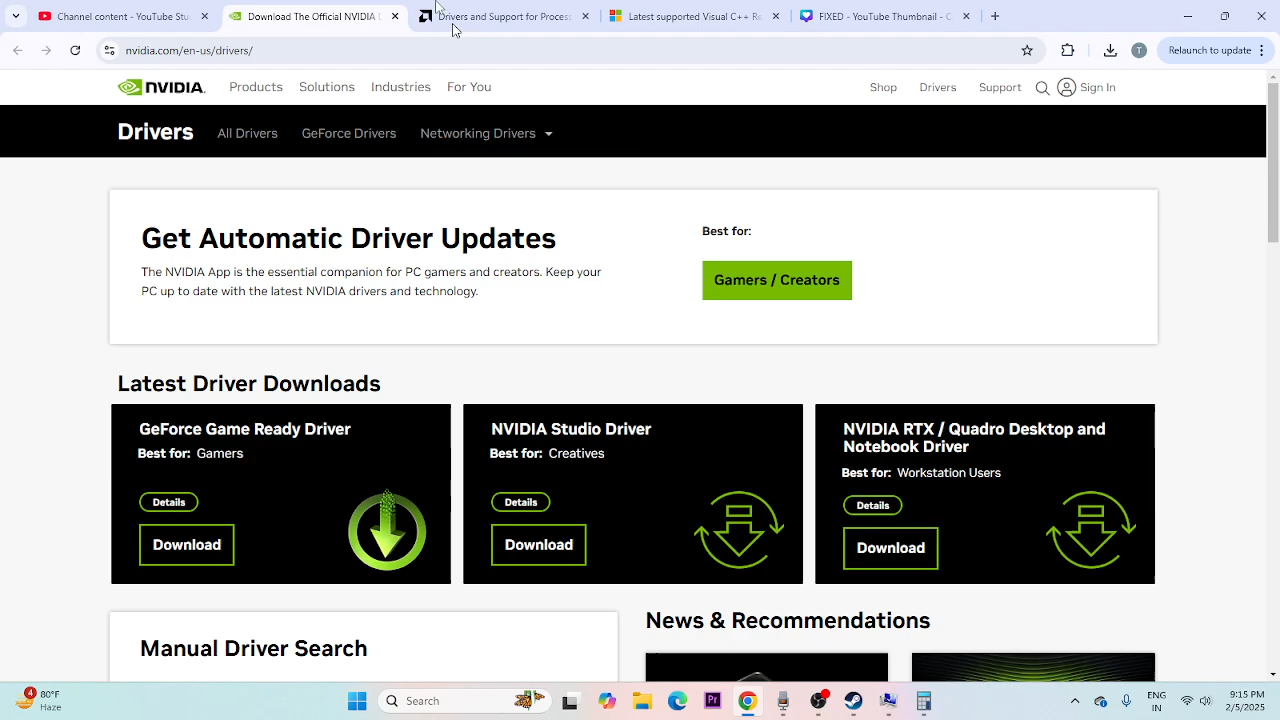 Channel content - YouTube Stu
Download The Official NVIDIA D
Drivers and Support for Process
Latest supported Visual C++ Re
FIXED - YouTube Thumbnail - C
nvidia.com/en-us/drivers/
T
Relaunch to update
NVIDIA.
Products
Solutions
Industries
For You
Shop
Drivers
Support
Sign In
Drivers
All Drivers
GeForce Drivers
Networking Drivers
Get Automatic Driver Updates
The NVIDIA App is the essential companion for PC gamers and creators. Keep your
PC up to date with the latest NVIDIA drivers and technology.
Best for:
Gamers / Creators
Latest Driver Downloads
GeForce Game Ready Driver
Best for: Gamers
Details
Download
NVIDIA Studio Driver
Best for: Creatives
Details
Download
NVIDIA RTX / Quadro Desktop and
Notebook Driver
Best for: Workstation Users
Details
Download
Manual Driver Search
News & Recommendations
4
80°F
Haze
Search
Pr
ENG
IN
9:15 PM
2/5/2025